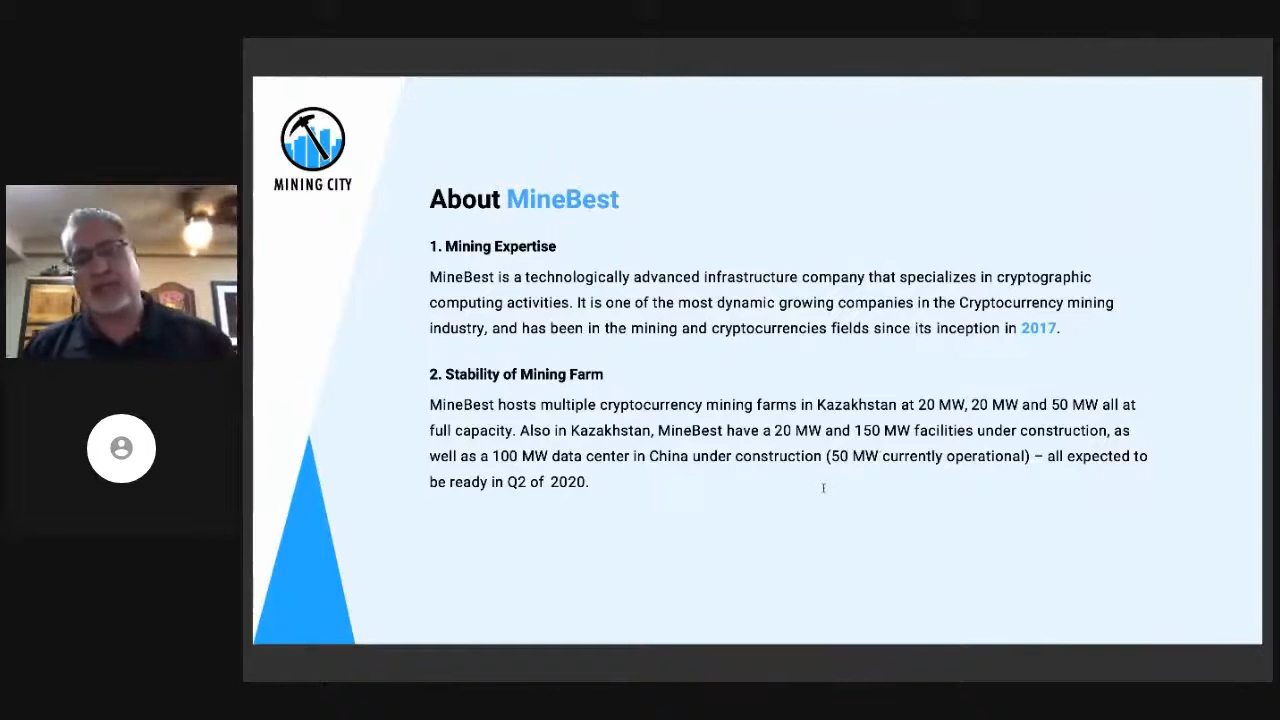 MINING CITY
About MineBest
1. Mining Expertise
MineBest is a technologically advanced infrastructure company that specializes in cryptographic
computing activities. It is one of the most dynamic growing companies in the Cryptocurrency mining
industry, and has been in the mining and cryptocurrencies fields since its inception in 2017.
2. Stability of Mining Farm
MineBest hosts multiple cryptocurrency mining farms in Kazakhstan at 20 MW, 20 MW and 50 MW all at
full capacity. Also in Kazakhstan, MineBest have a 20 MW and 150 MW facilities under construction, as
well as a 100 MW data center in China under construction (50 MW currently operational) – all expected to
be ready in Q2 of 2020.